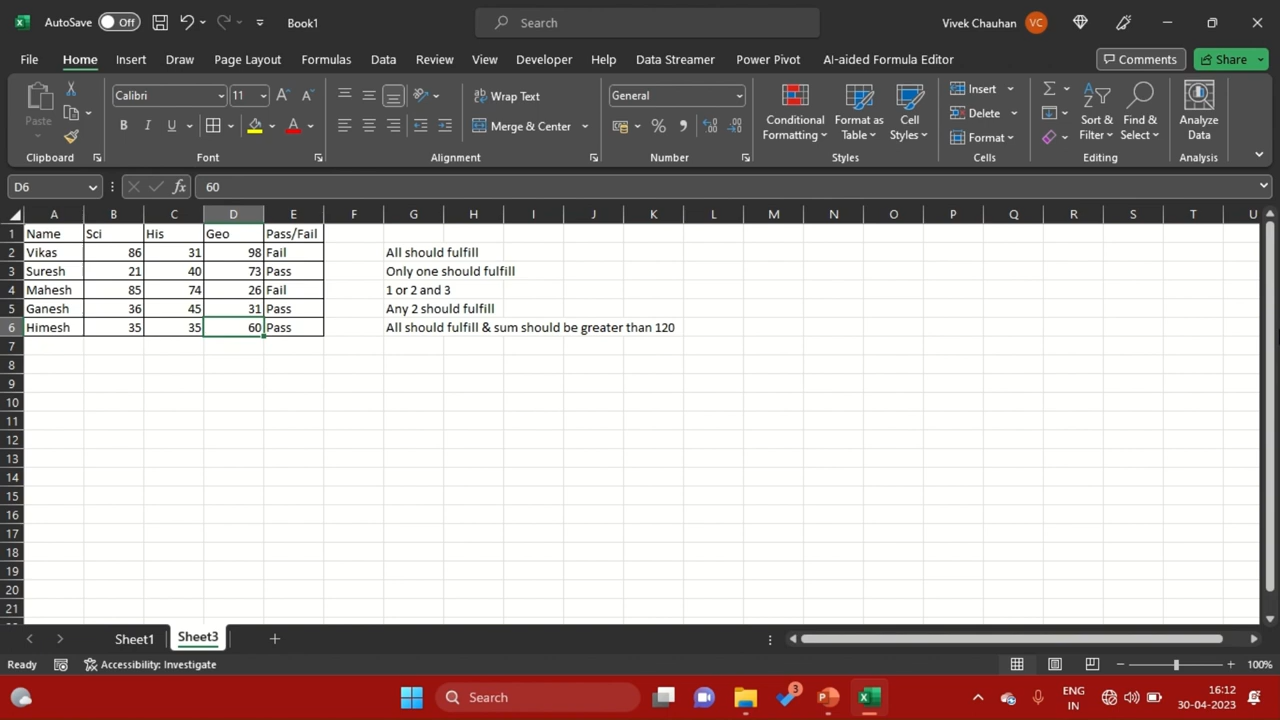 AutoSave Off Book1 Search Vivek Chauhan VC
File Home Insert Draw Page Layout Formulas Data Review View Developer Help Data Streamer Power Pivot AI-aided Formula Editor Comments Share
Paste
Clipboard
Calibri 11
B I U
Font
Wrap Text
Merge & Center
Alignment
General
Number
Conditional Formatting
Format as Table
Cell Styles
Styles
Insert
Delete
Format
Cells
Sort & Filter
Find & Select
Editing
Analyze Data
Analysis
D6 fx 60
A B C D E F G H I J K L M N O P Q R S T U
1 Name Sci His Geo Pass/Fail
2 Vikas 86 31 98 Fail All should fulfill
3 Suresh 21 40 73 Pass Only one should fulfill
4 Mahesh 85 74 26 Fail 1 or 2 and 3
5 Ganesh 36 45 31 Pass Any 2 should fulfill
6 Himesh 35 35 60 Pass All should fulfill & sum should be greater than 120
7
8
9
10
11
12
13
14
15
16
17
18
19
20
21
Sheet1 Sheet3
Ready Accessibility: Investigate 100%
Search 3 ENG IN 16:12 30-04-2023